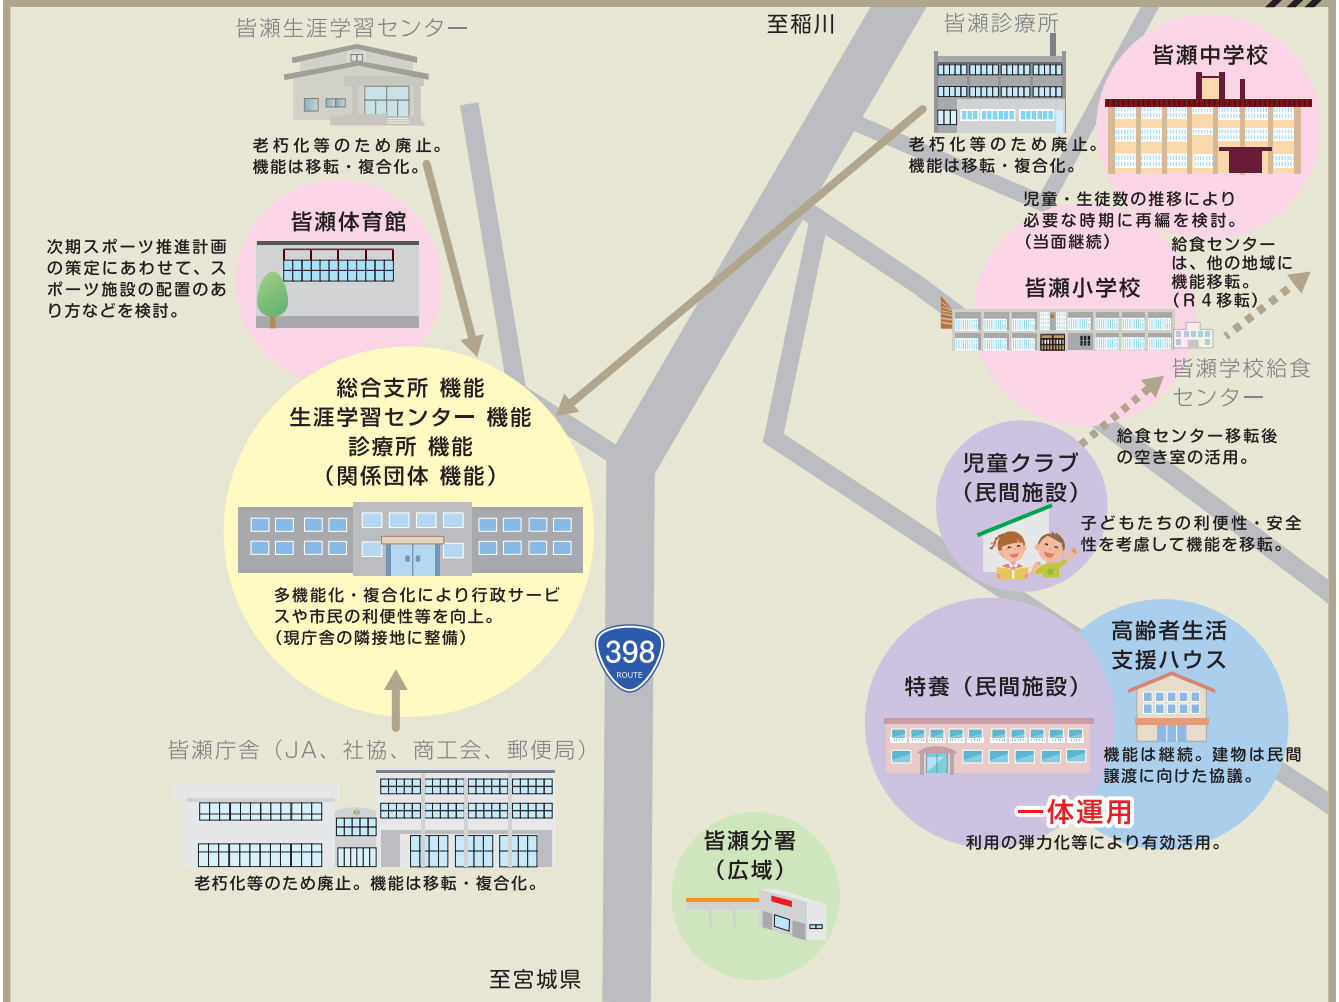 皆瀬生涯学習センター
老朽化等のため廃止。
機能は移転・複合化。
至稲川
皆瀬診療所
老朽化等のため廃止。
機能は移転・複合化。
皆瀬中学校
児童・生徒数の推移により
必要な時期に再編を検討。
(当面継続)
皆瀬体育館
次期スポーツ推進計画
の策定にあわせて、ス
ポーツ施設の配置のあ
り方などを検討。
皆瀬小学校
給食センター
は、他の地域に
機能移転。
(R4移転)
皆瀬学校給食
センター
給食センター移転後
の空き室の活用。
総合支所 機能
生涯学習センター 機能
診療所 機能
(関係団体 機能)
多機能化・複合化により行政サービ
スや市民の利便性等を向上。
(現庁舎の隣接地に整備)
児童クラブ
(民間施設)
子どもたちの利便性・安全
性を考慮して機能を移転。
398
ROUTE
特養(民間施設)
高齢者生活
支援ハウス
機能は継続。建物は民間
譲渡に向けた協議。
一体運用
利用の弾力化等により有効活用。
皆瀬庁舎(JA、社協、商工会、郵便局)
老朽化等のため廃止。機能は移転・複合化。
皆瀬分署
(広域)
至宮城県